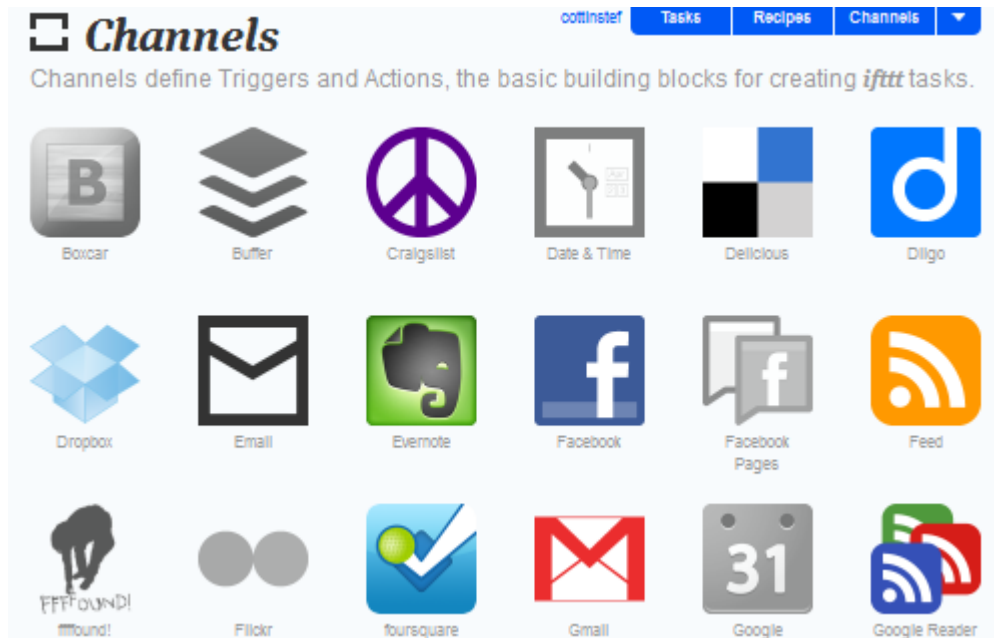 cottinstef Tasks Recipes Channels
Channels
Channels define Triggers and Actions, the basic building blocks for creating ifttt tasks.
B
Boxcar Buffer Craigslist Date & Time Delicious Diigo
f f
Dropbox Email Evernote Facebook Facebook Pages Feed
FFFFOUND! 31
ffffound! Flickr foursquare Gmail Google Google Reader